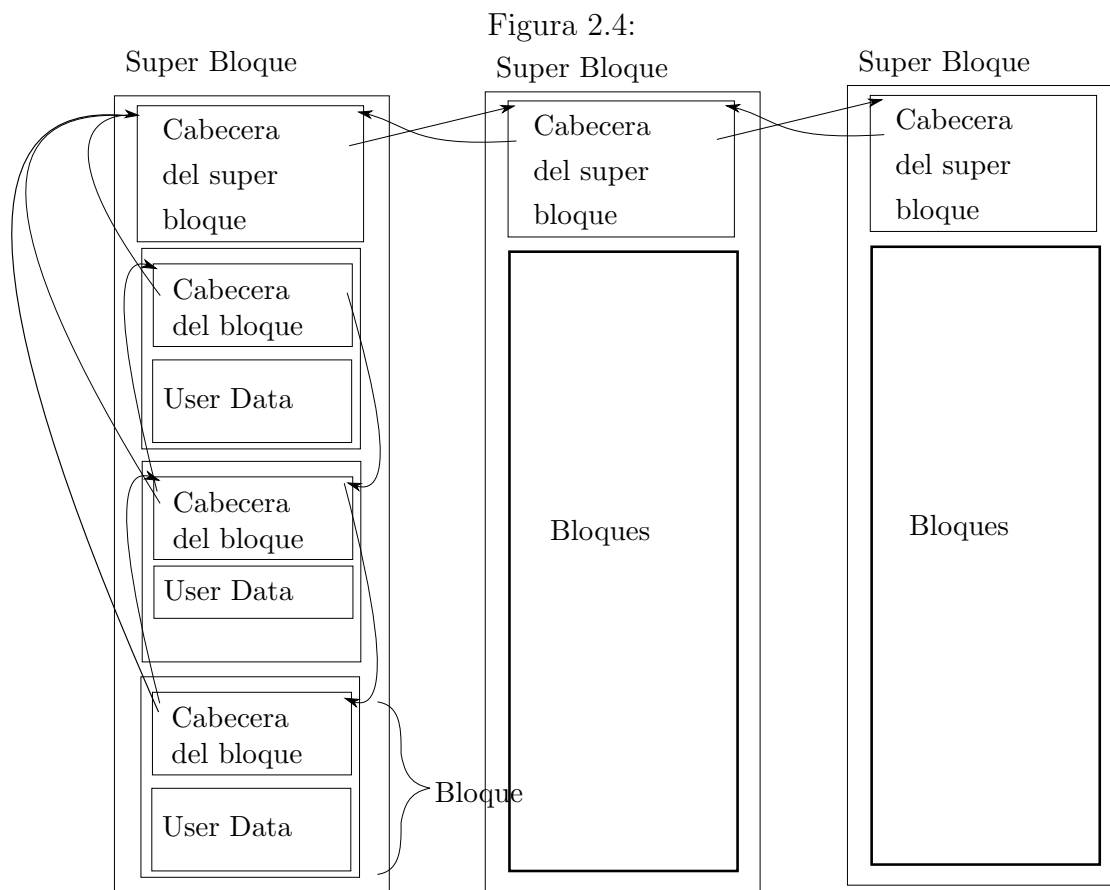 Figura 2.4:
Super Bloque
Cabecera
del super
bloque
Cabecera
del bloque
User Data
Cabecera
del bloque
User Data
Cabecera
del bloque
User Data
Bloque
Super Bloque
Cabecera
del super
bloque
Bloques
Super Bloque
Cabecera
del super
bloque
Bloques